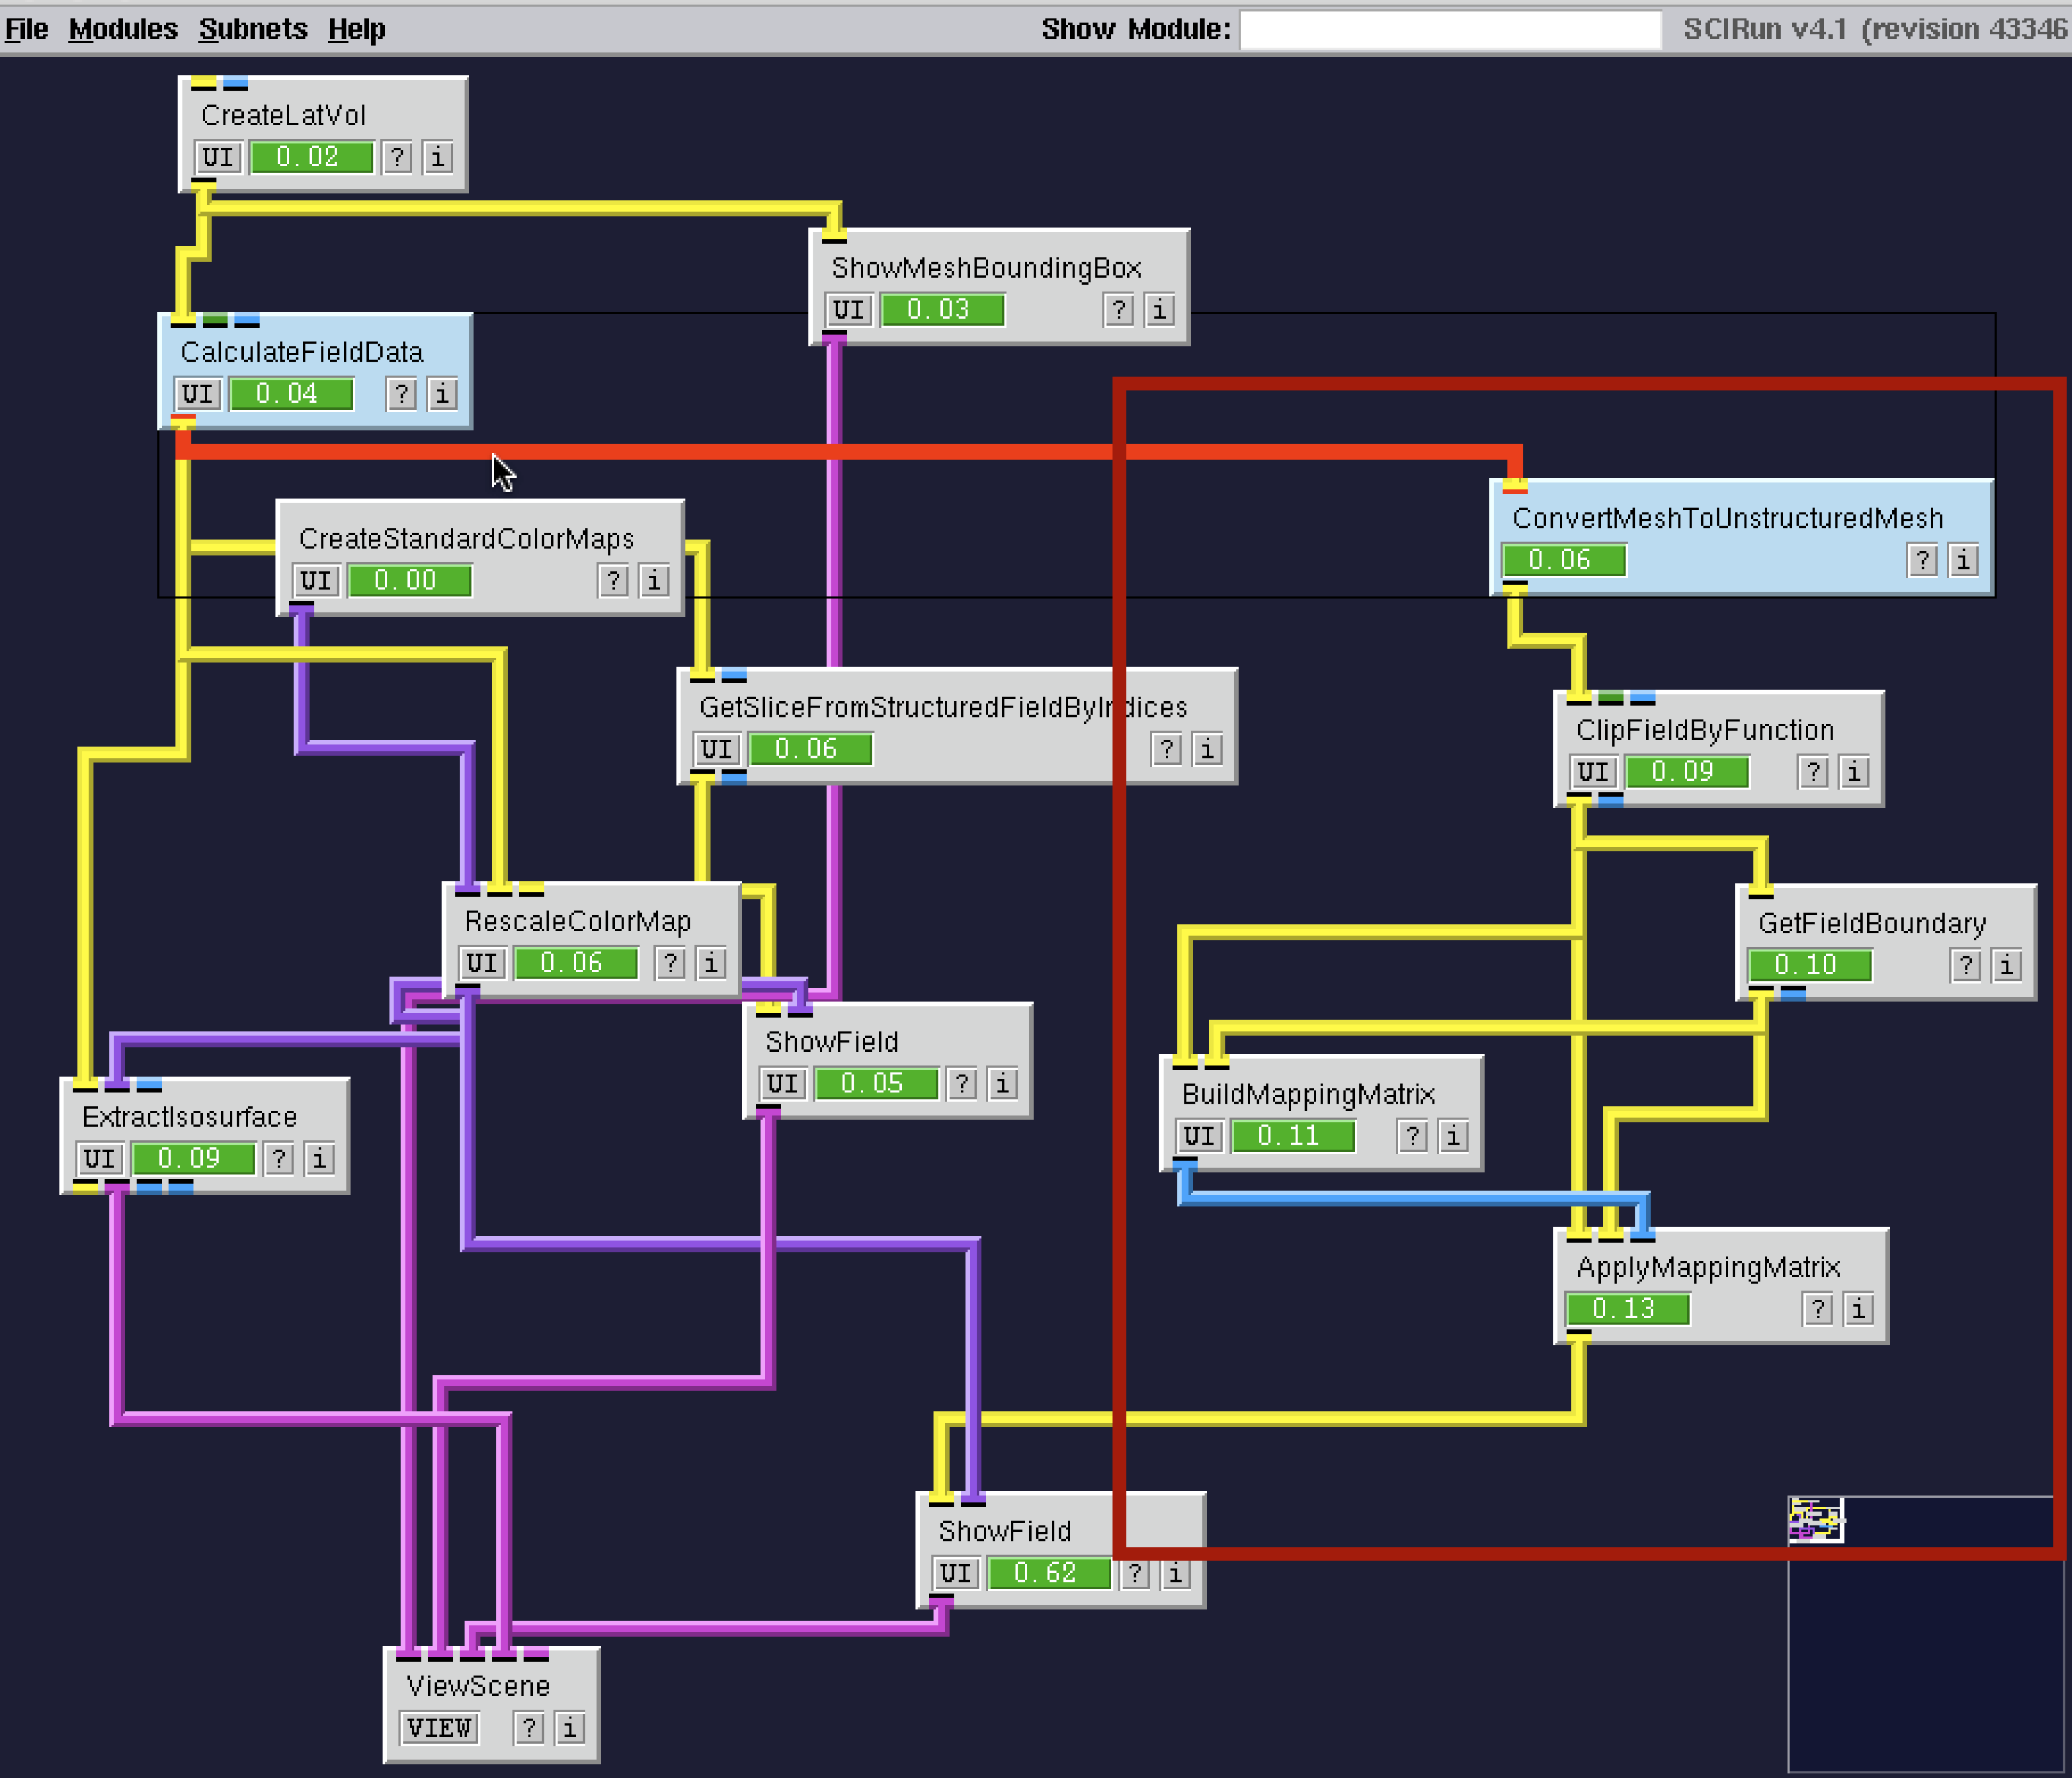 File Modules Subnets Help Show Module: SCIRun v4.1 (revision 43346
CreateLatVol
UI 0.02 ? i
ShowMeshBoundingBox
UI 0.03 ? i
CalculateFieldData
UI 0.04 ? i
ConvertMeshToUnstructuredMesh
0.06 ? i
CreateStandardColorMaps
UI 0.00 ? i
GetSliceFromStructuredFieldByIndices
UI 0.06 ? i
ClipFieldByFunction
UI 0.09 ? i
RescaleColorMap
UI 0.06 ? i
GetFieldBoundary
0.10 ? i
ShowField
UI 0.05 ? i
BuildMappingMatrix
UI 0.11 ? i
ExtractIsosurface
UI 0.09 ? i
ApplyMappingMatrix
0.13 ? i
ShowField
UI 0.62 ? i
ViewScene
VIEW ? i